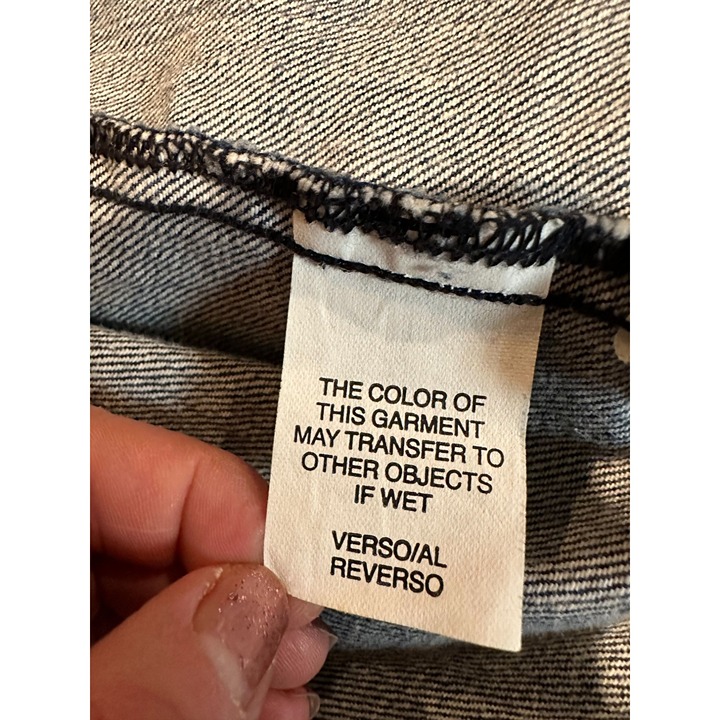 THE COLOR OF
THIS GARMENT
MAY TRANSFER TO
OTHER OBJECTS
IF WET
VERSO/AL
REVERSO